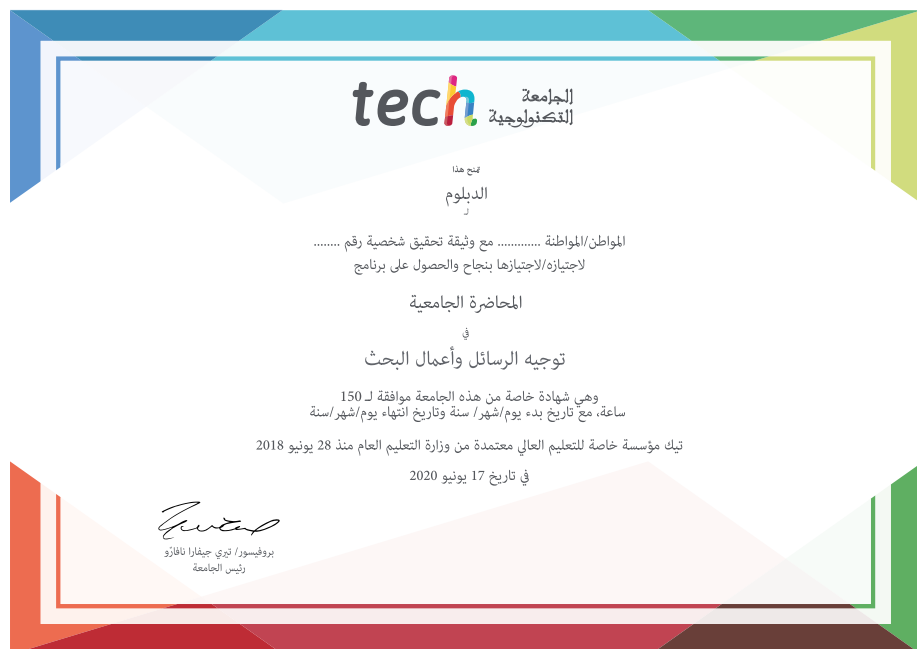 tech الجامعة
التكنولوجية
تمنح هذا
الدبلوم
لـ
المواطن/المواطنة ............ مع وثيقة تحقيق شخصية رقم ........
لاجتيازه/لاجتيازها بنجاح والحصول على برنامج
المحاضرة الجامعية
في
توجيه الرسائل وأعمال البحث
وهي شهادة خاصة من هذه الجامعة موافقة لـ 150
ساعة، مع تاريخ بدء يوم/شهر/ سنة وتاريخ انتهاء يوم/شهر/سنة
تيك مؤسسة خاصة للتعليم العالي معتمدة من وزارة التعليم العام منذ 28 يونيو 2018
في تاريخ 17 يونيو 2020
بروفيسور/ تيري جيفارا نافارو
رئيس الجامعة